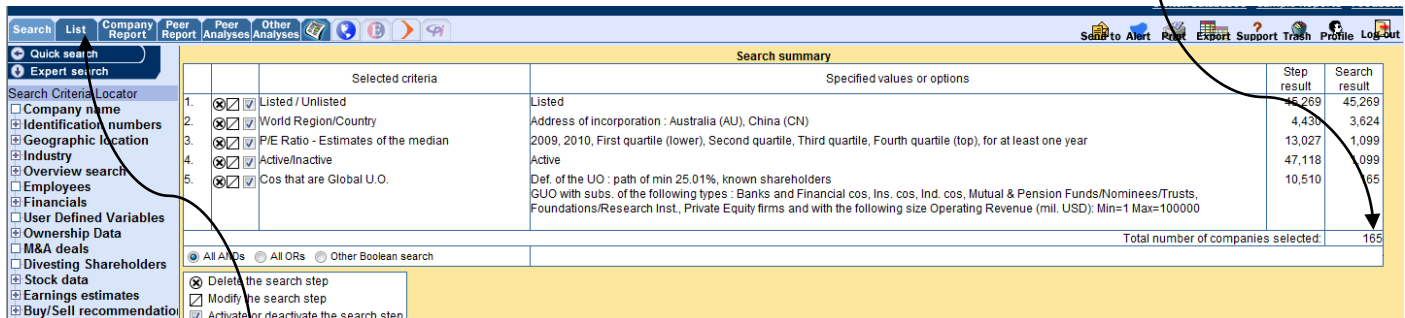 Search List Company Report Peer Report Peer Analyses Other Analyses
Send to Alert Print Export Support Trash Profile Log out
Quick search
Expert search
Search Criteria Locator
Company name
Identification numbers
Geographic location
Industry
Overview search
Employees
Financials
User Defined Variables
Ownership Data
M&A deals
Divesting Shareholders
Stock data
Earnings estimates
Buy/Sell
Search summary
Selected criteria Specified values or options Step result Search result
1. Listed / Unlisted Listed 45,269 45,269
2. World Region/Country Address of incorporation : Australia (AU), China (CN) 4,430 3,624
3. P/E Ratio - Estimates of the median 2009, 2010, First quartile (lower), Second quartile, Third quartile, Fourth quartile (top), for at least one year 13,027 1,099
4. Active/Inactive Active 47,118 1,099
5. Cos that are Global U.O. Def. of the UO : path of min 25.01%, known shareholders 10,510 165
GUO with subs. of the following types : Banks and Financial cos, Ins. cos, Ind. cos, Mutual & Pension Funds/Nominees/Trusts,
Foundations/Research Inst., Private Equity firms and with the following size Operating Revenue (mil. USD): Min=1 Max=100000
Total number of companies selected: 165
All ANDs All ORs Other Boolean search
Delete the search step
Modify the search step
Activate or deactivate the search step